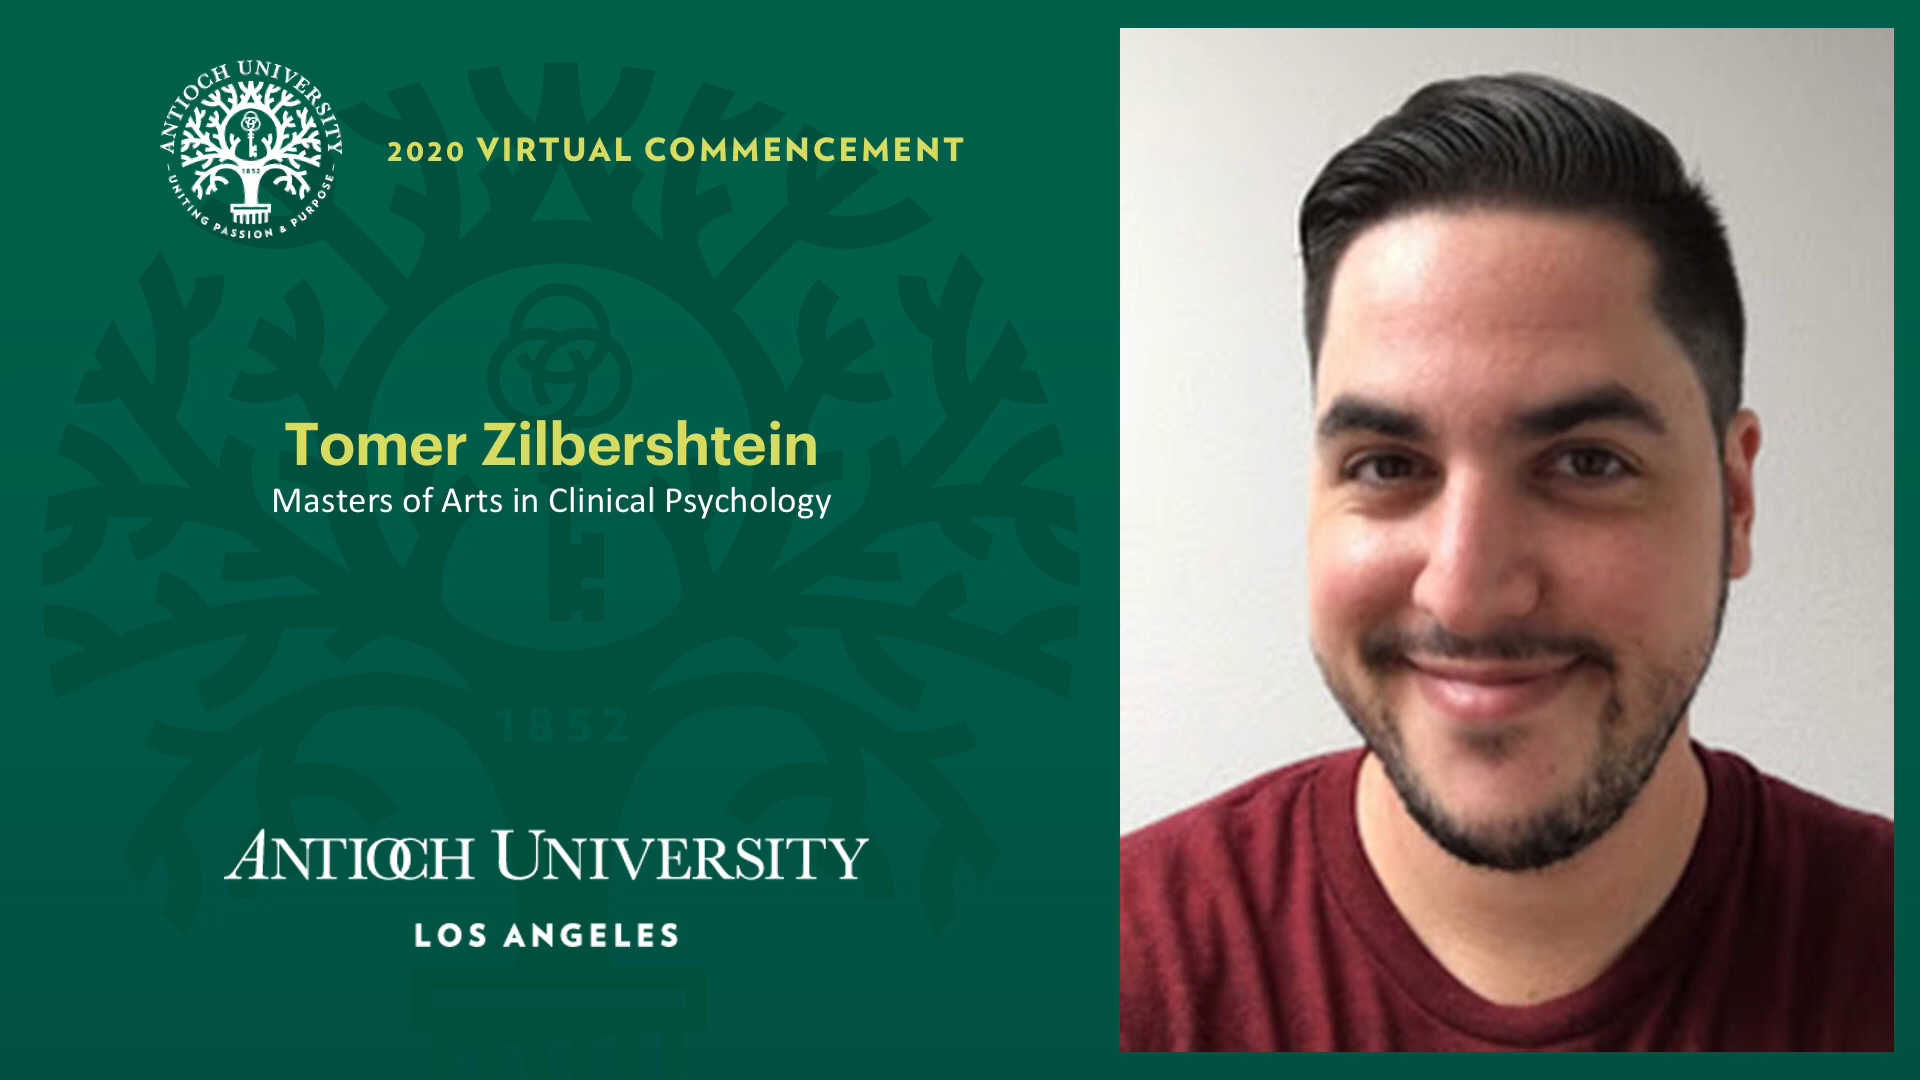 ANTIOCH UNIVERSITY
1852
– UNITING PASSION & PURPOSE –
2020 VIRTUAL COMMENCEMENT
Tomer Zilbershtein
Masters of Arts in Clinical Psychology
1852
ANTIOCH UNIVERSITY
LOS ANGELES